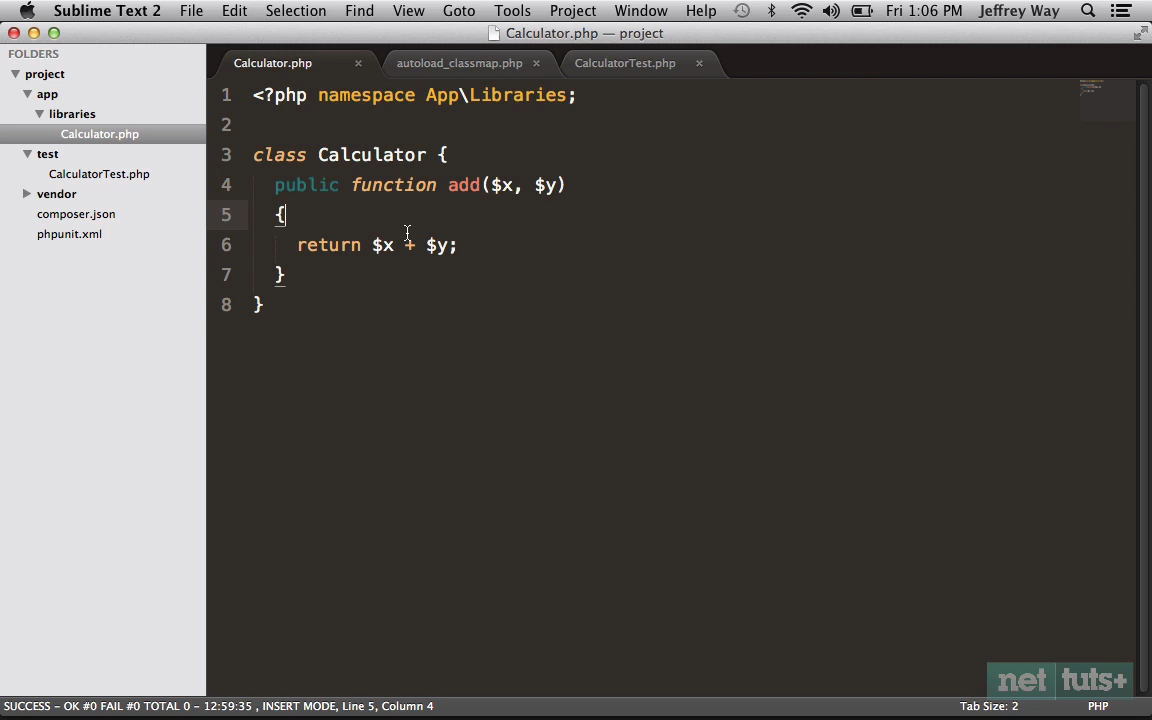 Sublime Text 2 File Edit Selection Find View Goto Tools Project Window Help Fri 1:06 PM Jeffrey Way
Calculator.php — project
FOLDERS
project
app
libraries
Calculator.php
test
CalculatorTest.php
vendor
composer.json
phpunit.xml
Calculator.php × autoload_classmap.php × CalculatorTest.php ×
1 <?php namespace App\Libraries;
2
3 class Calculator {
4 public function add($x, $y)
5 {
6 return $x + $y;
7 }
8 }
net tuts+
SUCCESS - OK #0 FAIL #0 TOTAL 0 - 12:59:35 , INSERT MODE, Line 5, Column 4 Tab Size: 2 PHP